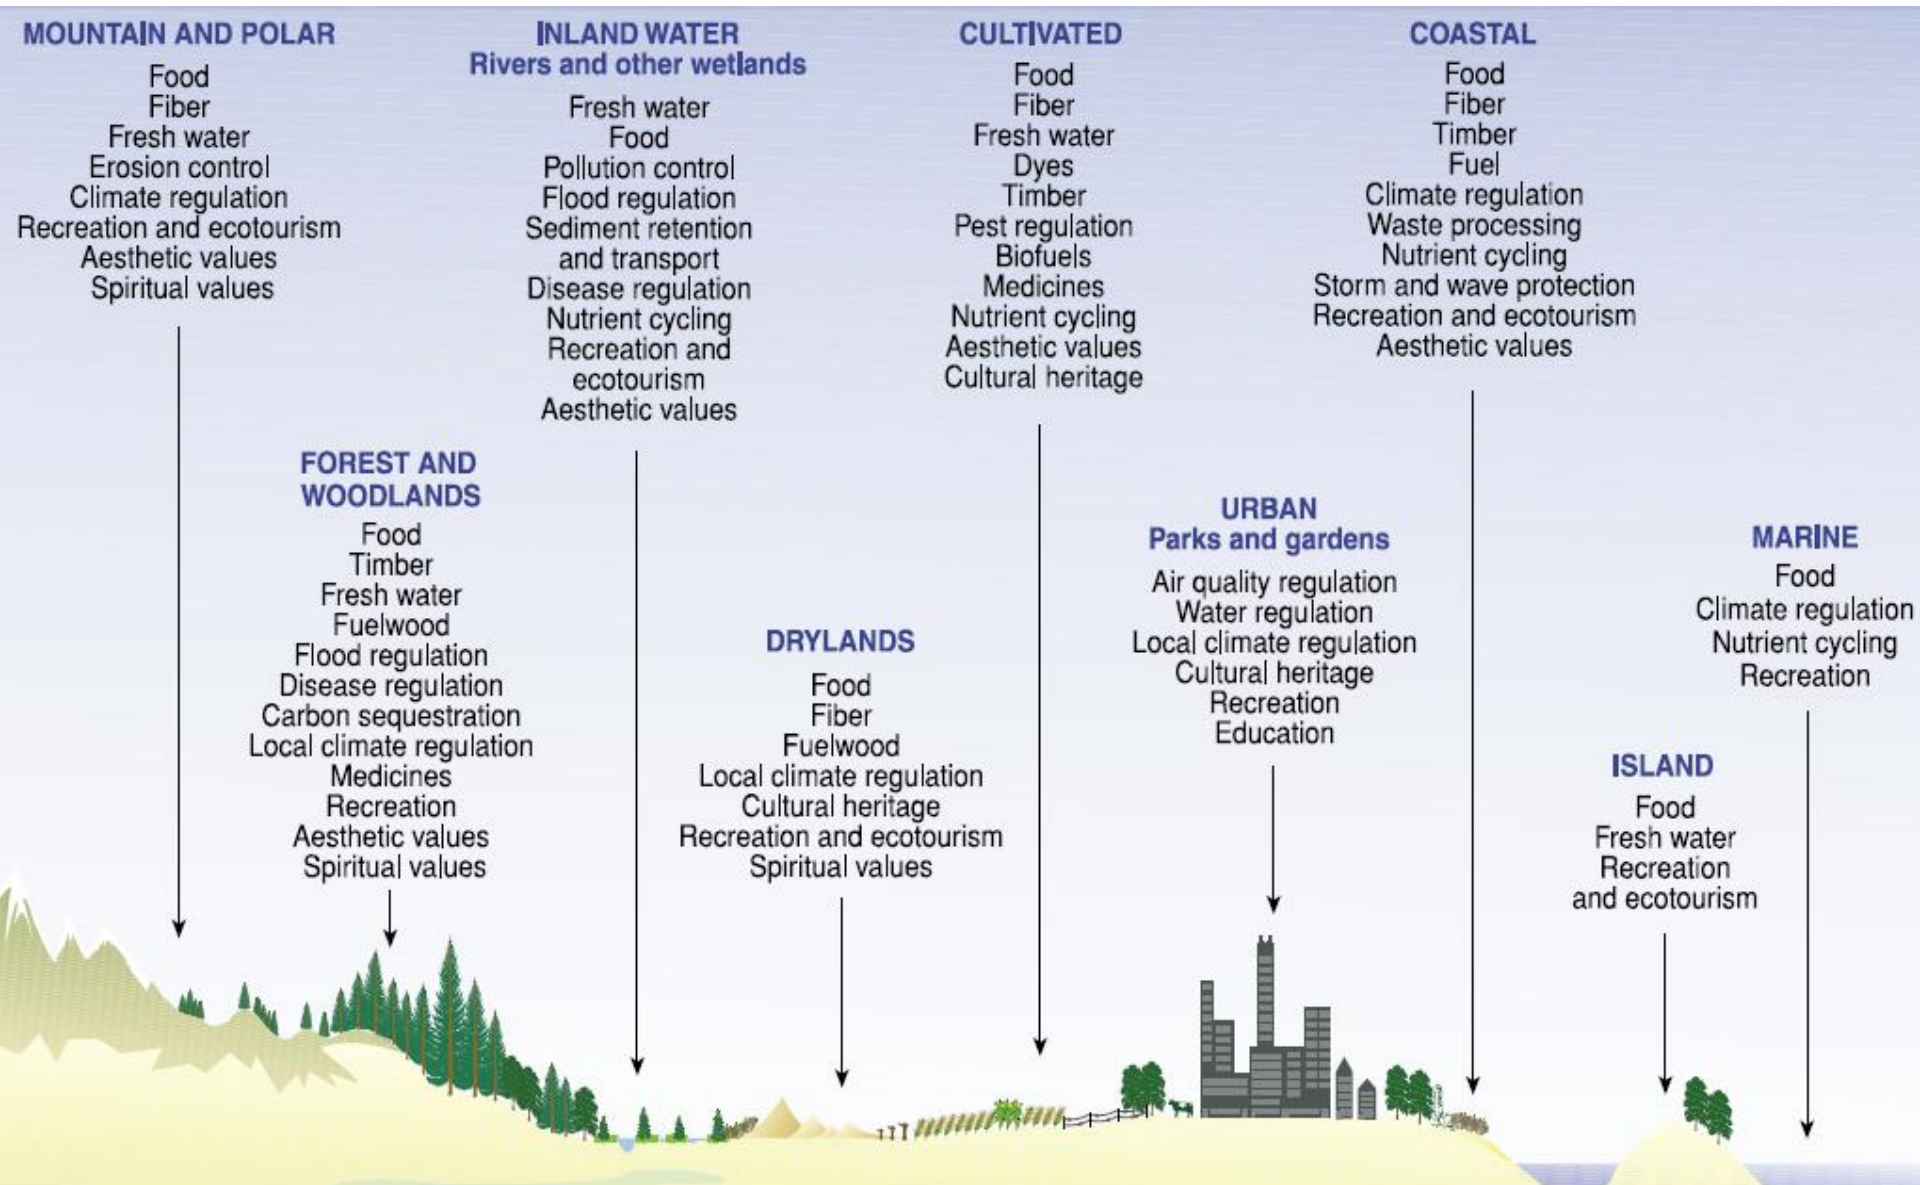 MOUNTAIN AND POLAR
Food
Fiber
Fresh water
Erosion control
Climate regulation
Recreation and ecotourism
Aesthetic values
Spiritual values
FOREST AND
WOODLANDS
Food
Timber
Fresh water
Fuelwood
Flood regulation
Disease regulation
Carbon sequestration
Local climate regulation
Medicines
Recreation
Aesthetic values
Spiritual values
INLAND WATER
Rivers and other wetlands
Fresh water
Food
Pollution control
Flood regulation
Sediment retention
and transport
Disease regulation
Nutrient cycling
Recreation and
ecotourism
Aesthetic values
DRYLANDS
Food
Fiber
Fuelwood
Local climate regulation
Cultural heritage
Recreation and ecotourism
Spiritual values
CULTIVATED
Food
Fiber
Fresh water
Dyes
Timber
Pest regulation
Biofuels
Medicines
Nutrient cycling
Aesthetic values
Cultural heritage
URBAN
Parks and gardens
Air quality regulation
Water regulation
Local climate regulation
Cultural heritage
Recreation
Education
COASTAL
Food
Fiber
Timber
Fuel
Climate regulation
Waste processing
Nutrient cycling
Storm and wave protection
Recreation and ecotourism
Aesthetic values
ISLAND
Food
Fresh water
Recreation
and ecotourism
MARINE
Food
Climate regulation
Nutrient cycling
Recreation